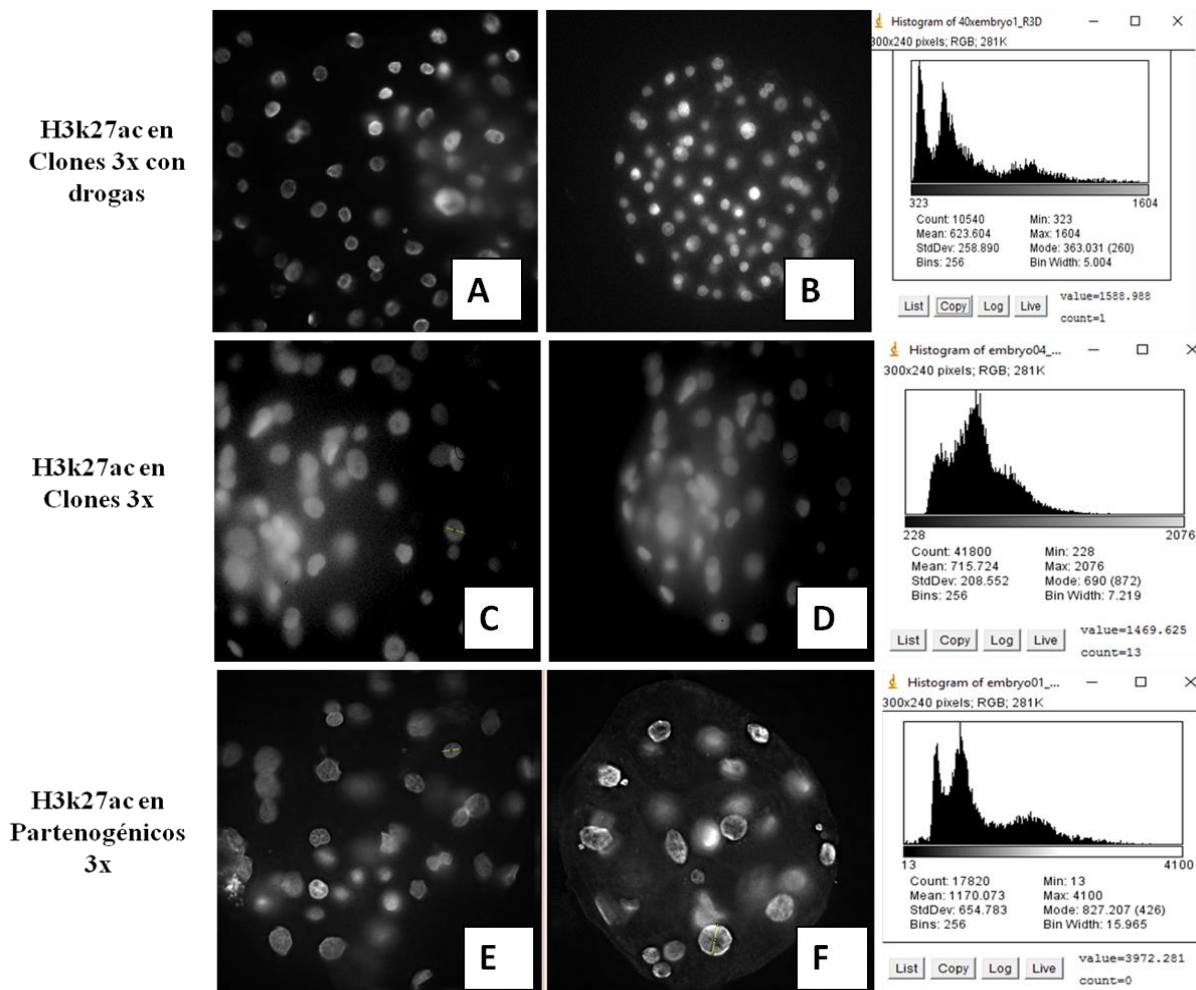 H3k27ac en
Clones 3x con
drogas
A
B
Histogram of 40xembryo1_R3D
300x240 pixels; RGB; 281K
323 1604
Count: 10540 Min: 323
Mean: 623.604 Max: 1604
StdDev: 258.890 Mode: 363.031 (260)
Bins: 256 Bin Width: 5.004
List Copy Log Live value=1588.988
count=1
H3k27ac en
Clones 3x
C
D
Histogram of embryo04_...
300x240 pixels; RGB; 281K
228 2076
Count: 41800 Min: 228
Mean: 715.724 Max: 2076
StdDev: 208.552 Mode: 690 (872)
Bins: 256 Bin Width: 7.219
List Copy Log Live value=1469.625
count=13
H3k27ac en
Partenogénicos
3x
E
F
Histogram of embryo01_...
300x240 pixels; RGB; 281K
13 4100
Count: 17820 Min: 13
Mean: 1170.073 Max: 4100
StdDev: 654.783 Mode: 827.207 (426)
Bins: 256 Bin Width: 15.965
List Copy Log Live value=3972.281
count=0